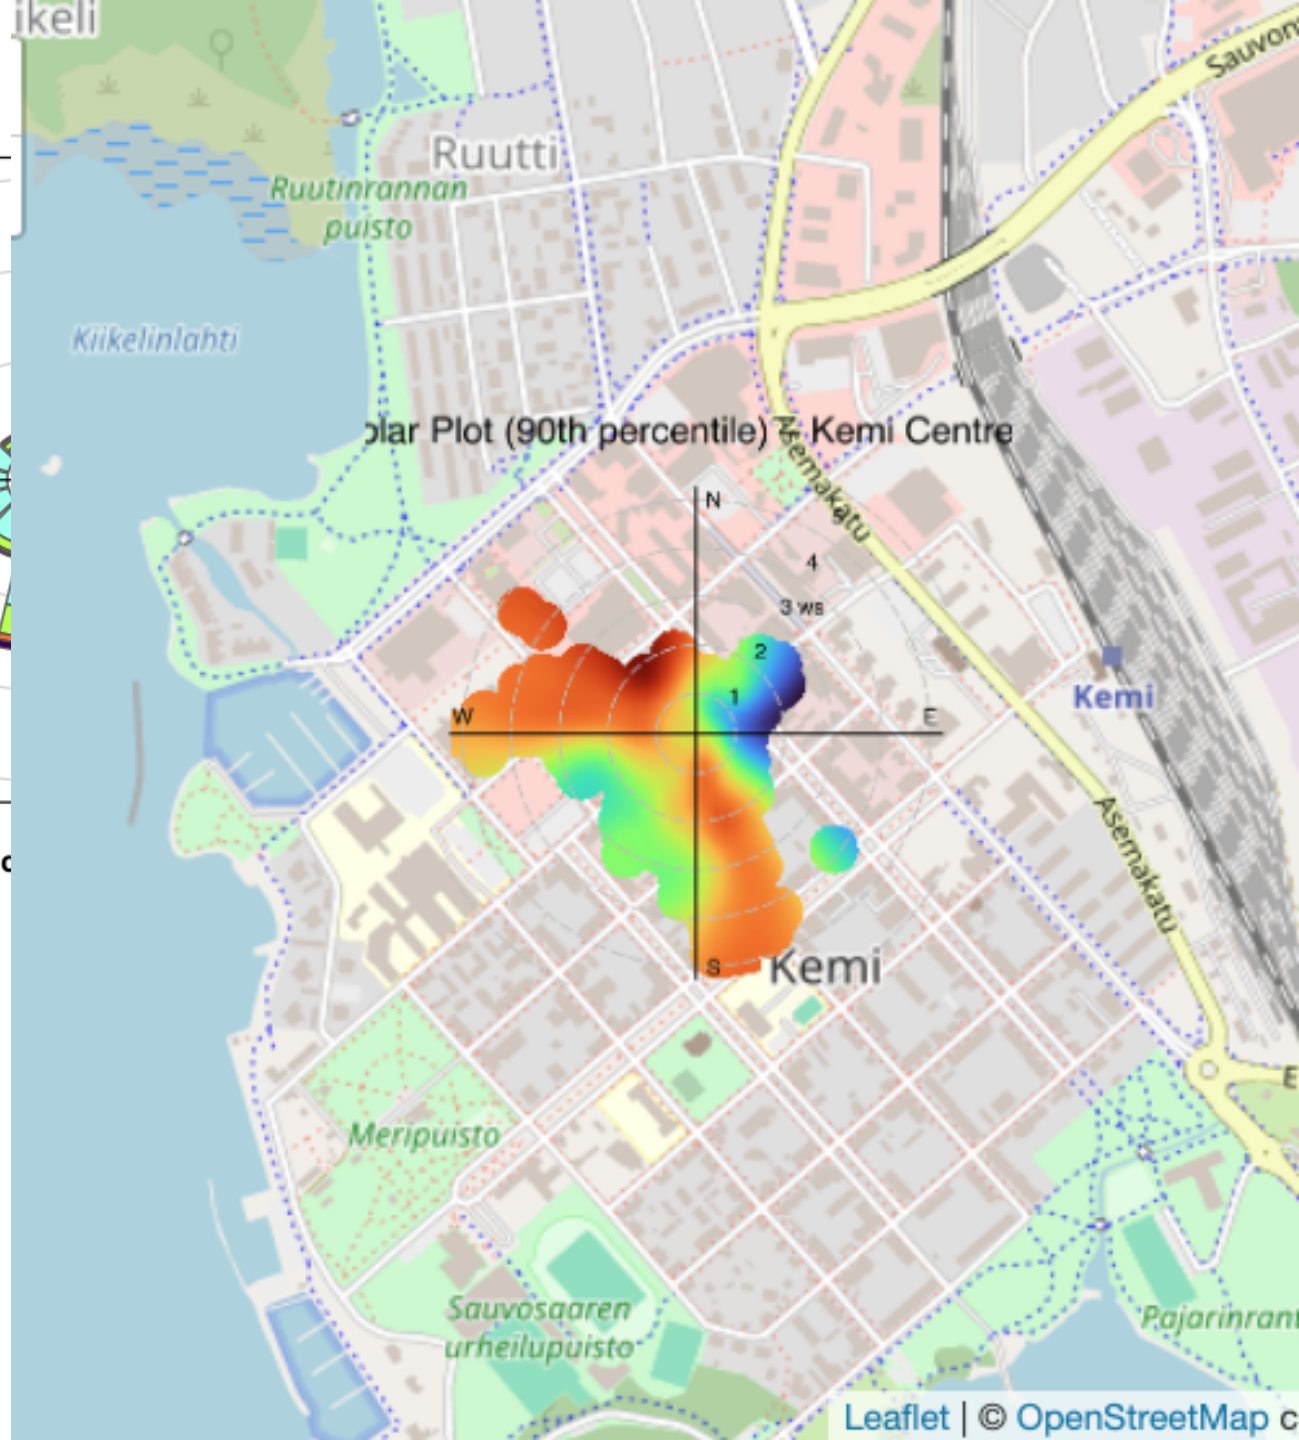 ikeli
Ruutti
Ruutinrannan
puisto
Sauvon
Kiikelinlahti
olar Plot (90th percentile) - Kemi Centre
Asemakatu
N
4
3 ws
2
1
W
E
Kemi
S
Kemi
Asemakatu
E
Meripuisto
Sauvosaaren
urheilupuisto
Pajarinrant
Leaflet | © OpenStreetMap c